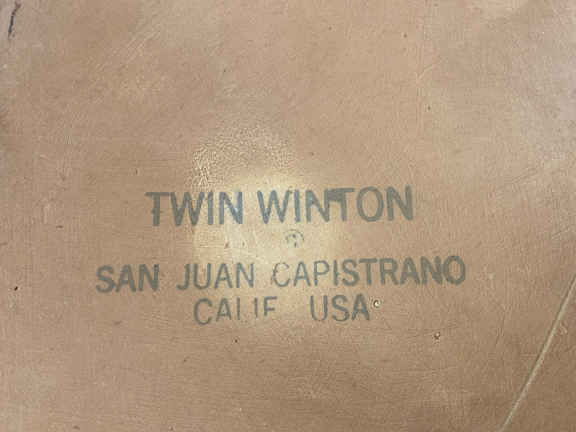 TWIN WINTON
©
SAN JUAN CAPISTRANO
CALIF. USA